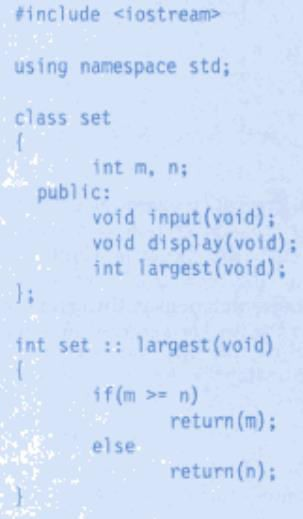 #include <iostream>
using namespace std;
class set
{
int m, n;
public:
void input(void);
void display(void);
int largest(void);
};
int set :: largest(void)
{
if(m >= n)
return(m);
else
return(n);
}